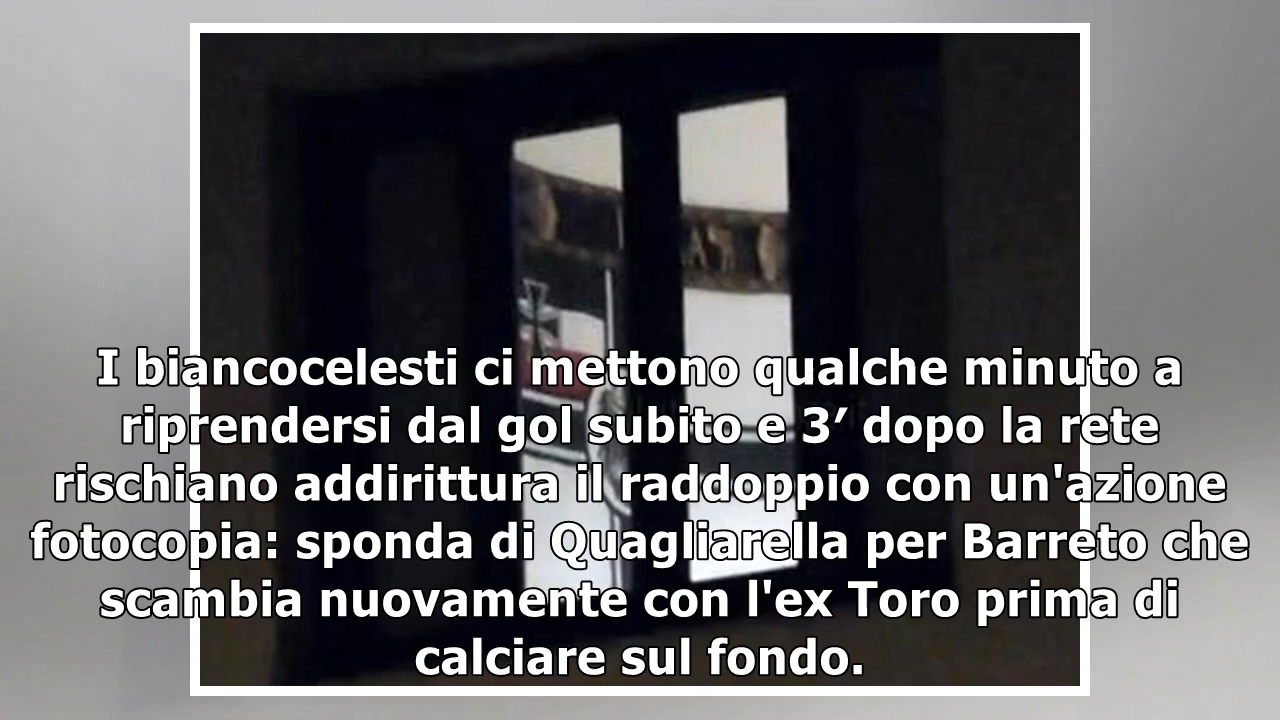 I biancocelesti ci mettono qualche minuto a
riprendersi dal gol subito e 3′ dopo la rete
rischiano addirittura il raddoppio con un'azione
fotocopia: sponda di Quagliarella per Barreto che
scambia nuovamente con l'ex Toro prima di
calciare sul fondo.